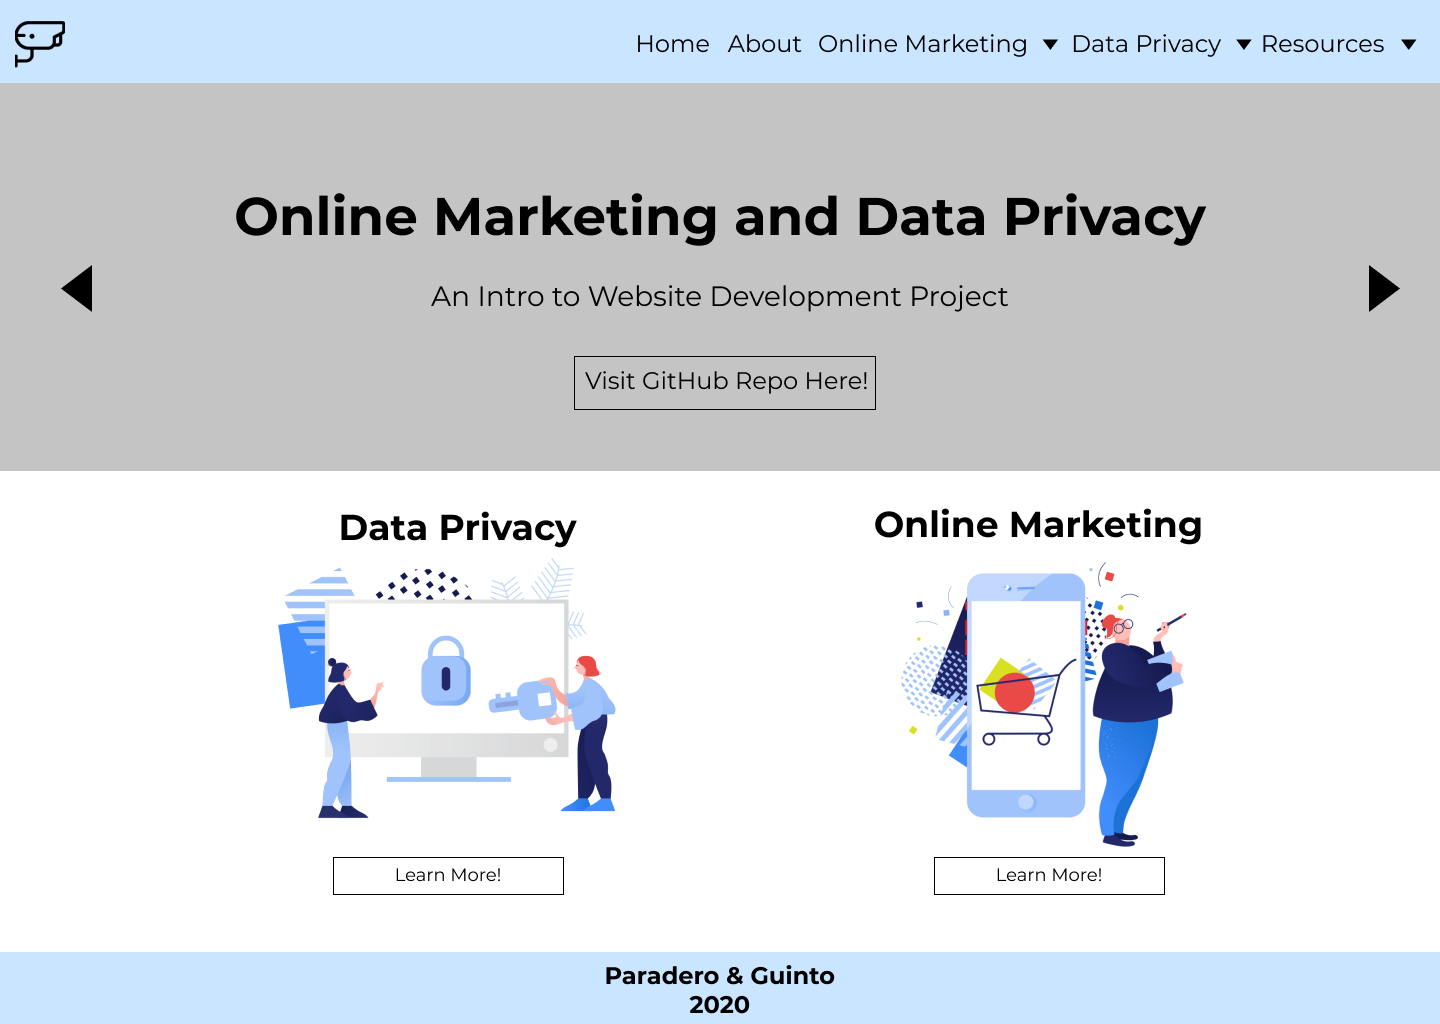 Home About Online Marketing Data Privacy Resources
Online Marketing and Data Privacy
An Intro to Website Development Project
Visit GitHub Repo Here!
Data Privacy
Online Marketing
Learn More!
Learn More!
Paradero & Guinto
2020